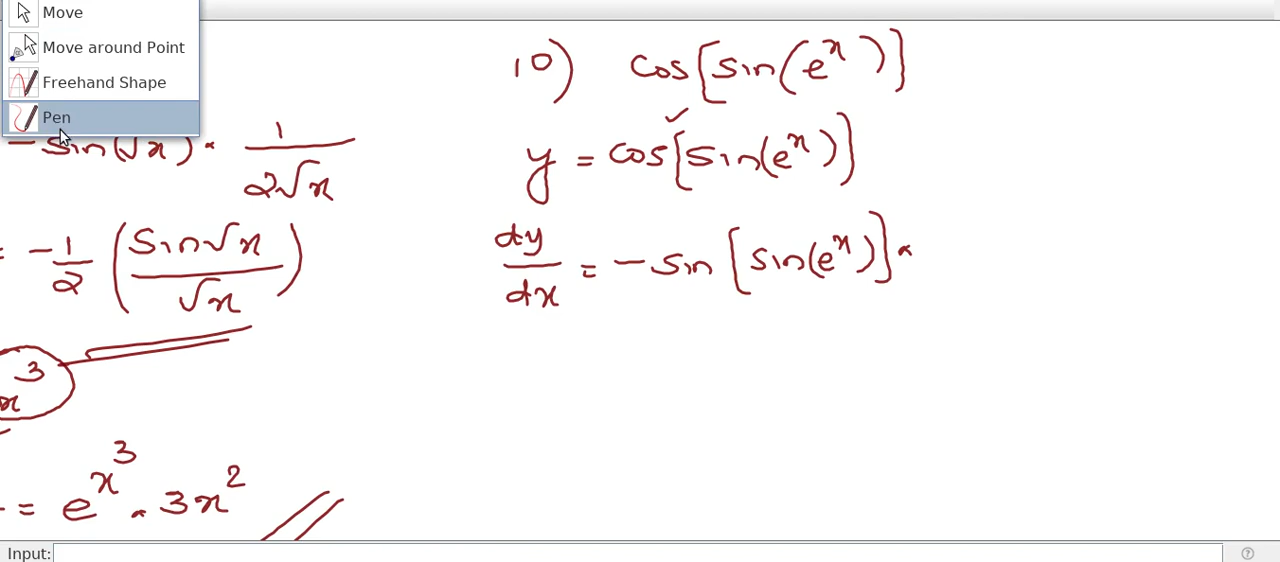 Move
Move around Point
Freehand Shape
Pen
- sin(√x) · 1/(2√x)
= -1/2 (sin√x/√x)
x^3
= e^(x^3) · 3x^2
10) cos[sin(e^x)]
y = cos[sin(e^x)]
dy/dx = - sin [sin(e^x)] ·
Input: